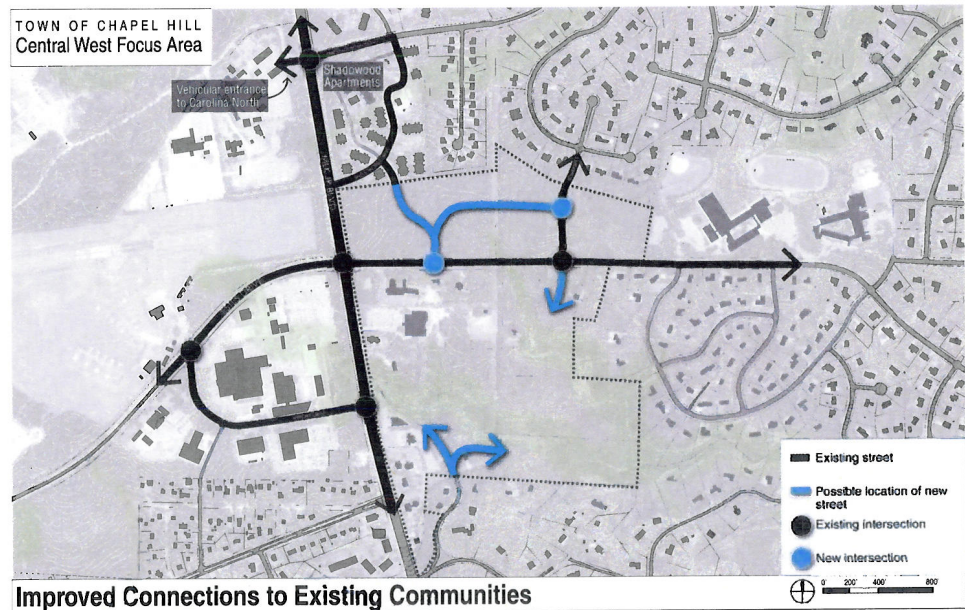 TOWN OF CHAPEL HILL
Central West Focus Area
Shadowood
Apartments
Vehicular entrance
to Carolina North
Existing street
Possible location of new
street
Existing intersection
New intersection
0' 200' 400' 800'
Improved Connections to Existing Communities